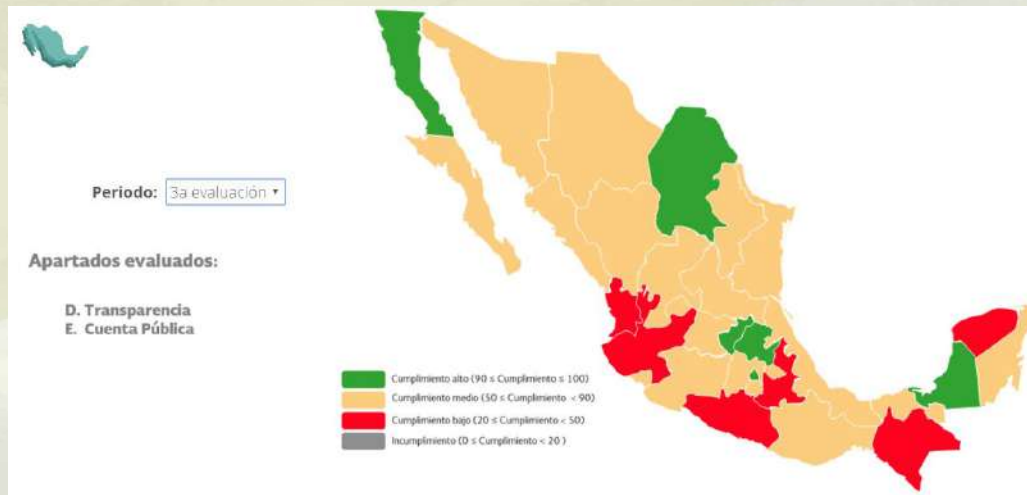 Periodo: 3a evaluación
Apartados evaluados:
D. Transparencia
E. Cuenta Pública
Cumplimiento alto (90 ≤ Cumplimiento ≤ 100)
Cumplimiento medio (50 ≤ Cumplimiento < 90)
Cumplimiento bajo (20 ≤ Cumplimiento < 50)
Incumplimiento (0 ≤ Cumplimiento < 20 )